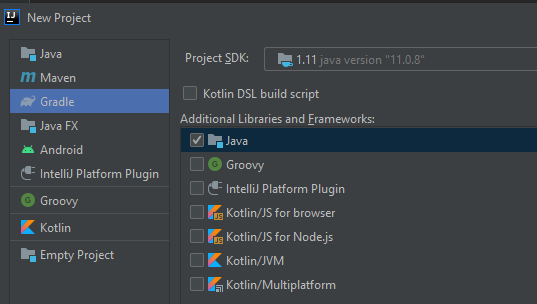 New Project
Java
Maven
Gradle
Java FX
Android
IntelliJ Platform Plugin
Groovy
Kotlin
Empty Project
Project SDK:
1.11 java version "11.0.8"
Kotlin DSL build script
Additional Libraries and Frameworks:
Java
Groovy
IntelliJ Platform Plugin
Kotlin/JS for browser
Kotlin/JS for Node.js
Kotlin/JVM
Kotlin/Multiplatform